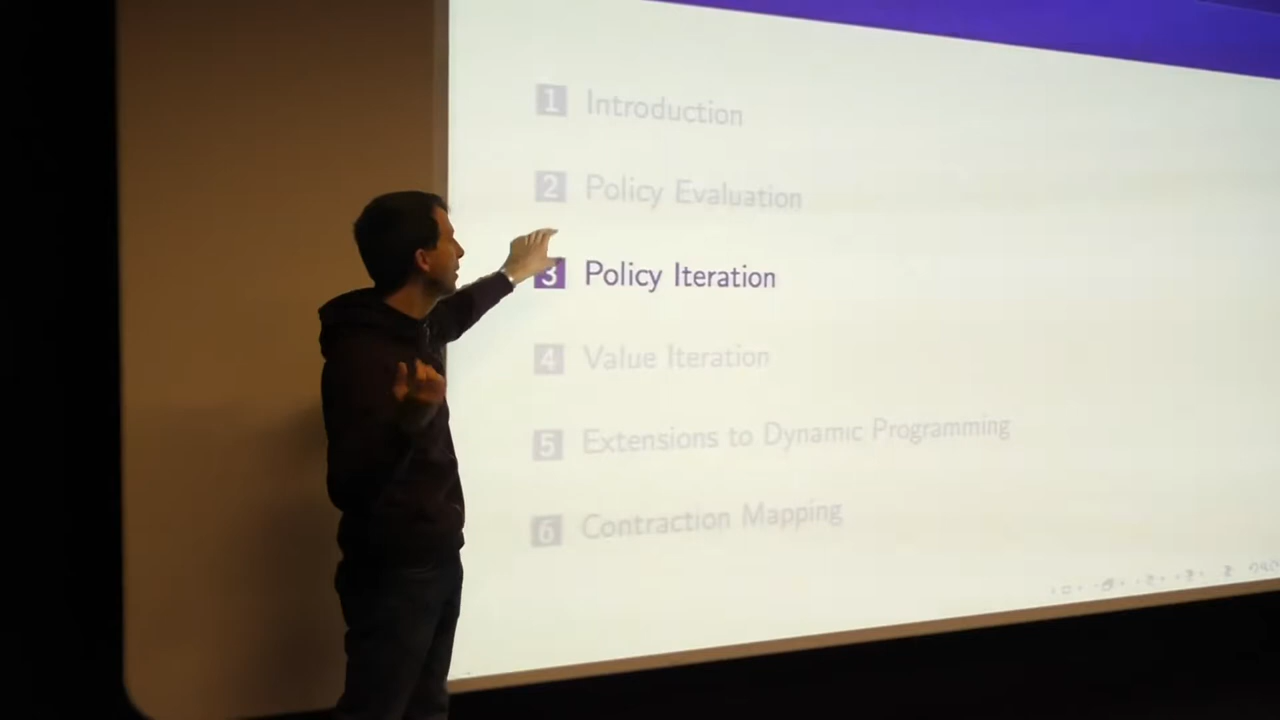 1 Introduction
2 Policy Evaluation
3 Policy Iteration
4 Value Iteration
5 Extensions to Dynamic Programming
6 Contraction Mapping